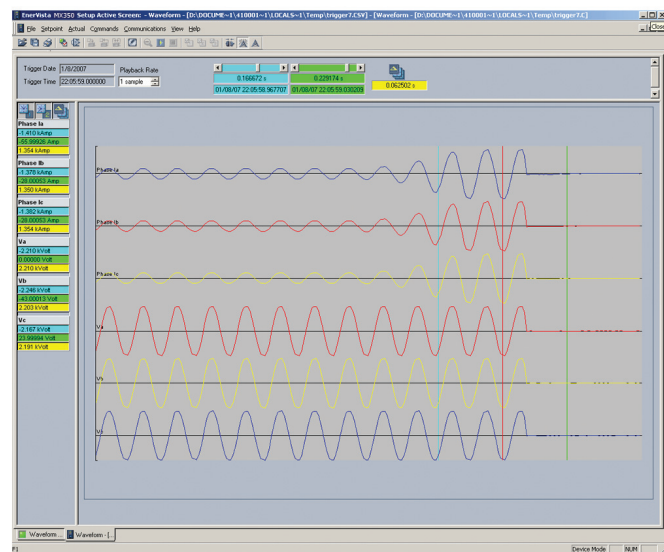 EnerVista MX350 Setup Active Screen: - Waveform - [D:\DOCUME~1\410001~1\LOCALS~1\Temp\trigger7.CSV] - [Waveform - [D:\DOCUME~1\410001~1\LOCALS~1\Temp\trigger7.C]
File Setpoint Actual Commands Communications View Help
Close
Trigger Date 1/8/2007 Playback Rate
Trigger Time 22:05:59.000000 1 sample
0.166672 s 0.229174 s 0.062502 s
01/08/07 22:05:58.967707 01/08/07 22:05:59.030209
Phase Ia
-1.410 kAmp
-55.99928 Amp
1.354 kAmp
Phase Ib
-1.378 kAmp
-28.00053 Amp
1.350 kAmp
Phase Ic
-1.382 kAmp
-28.00053 Amp
1.354 kAmp
Va
-2.210 kVolt
0.00000 Volt
2.210 kVolt
Vb
-2.246 kVolt
-43.00013 Volt
2.203 kVolt
Vc
-2.167 kVolt
2.191 kVolt
Phase Ia
Phase Ib
Phase Ic
Va
Vb
Vc
Waveform ... Waveform - [...
F1 Device Mode NUM